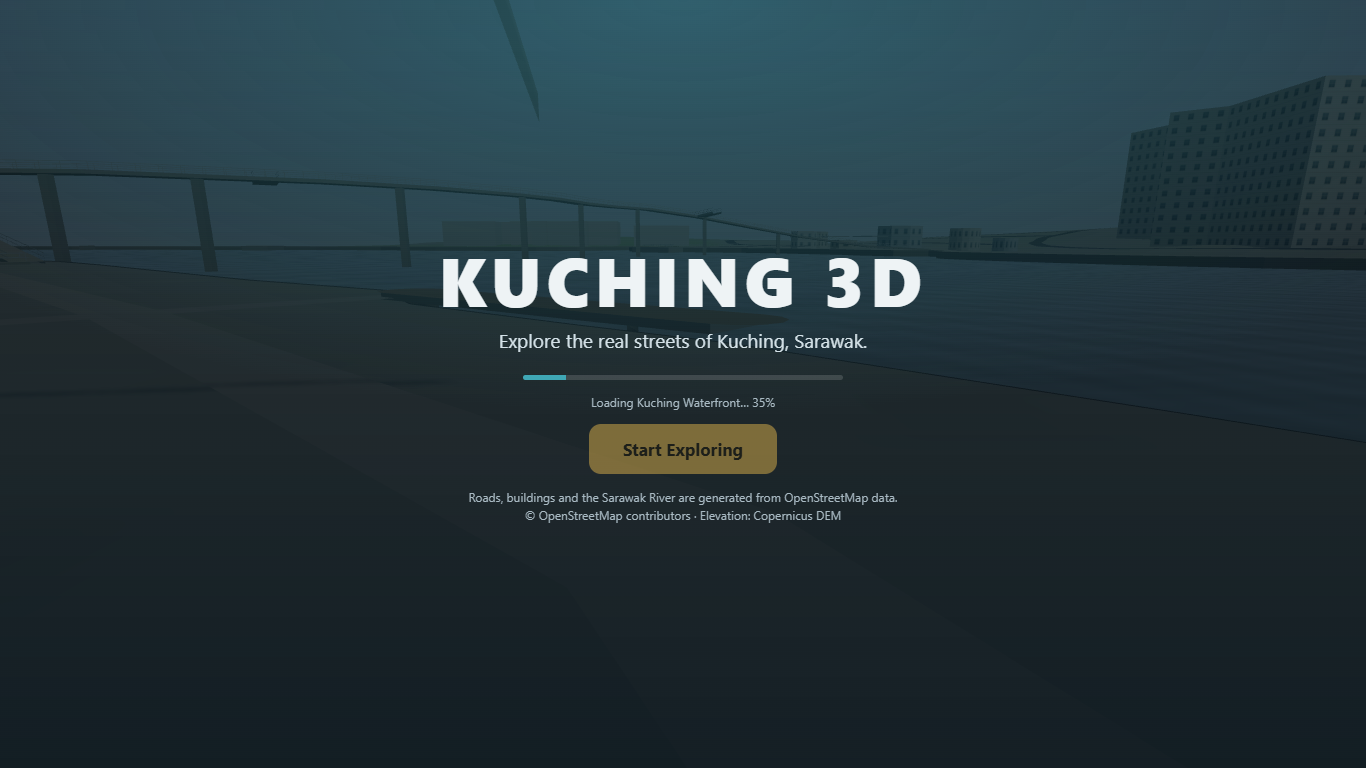 KUCHING 3D
Explore the real streets of Kuching, Sarawak.
Loading Kuching Waterfront... 35%
Start Exploring
Roads, buildings and the Sarawak River are generated from OpenStreetMap data.
© OpenStreetMap contributors · Elevation: Copernicus DEM